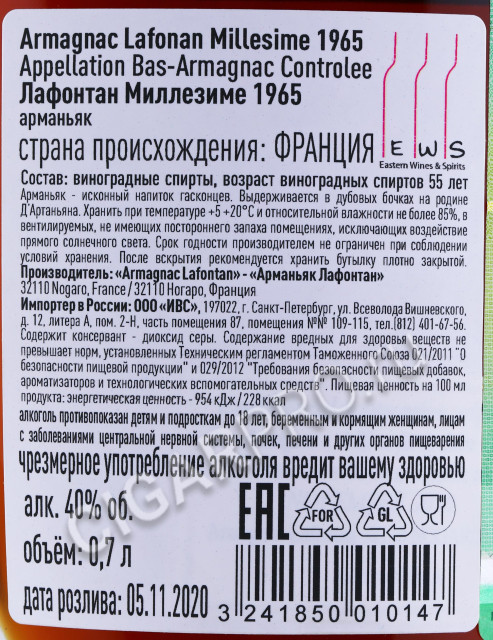 Armagnac Lafonan Millesime 1965
Appellation Bas-Armagnac Controlee
Лафонтан Миллезиме 1965
арманьяк
страна происхождения: ФРАНЦИЯ
E W S
Eastern Wines & Spirits
Состав: виноградные спирты, возраст виноградных спиртов 55 лет
Арманьяк - исконный напиток гасконцев. Выдерживается в дубовых бочках на родине
Д'Артаньяна. Хранить при температуре +5 +20°С и относительной влажности не более 85%, в
вентилируемых, не имеющих постороннего запаха помещениях, исключающих воздействие
прямого солнечного света. Срок годности производителем не ограничен при соблюдении
условий хранения. После вскрытия рекомендуется хранить бутылку плотно закрытой.
Производитель: «Armagnac Lafontan» - «Арманьяк Лафонтан»
32110 Nogaro, France / 32110 Ногаро, Франция
Импортер в России: ООО «ИВС», 197022, г. Санкт-Петербург, ул. Всеволода Вишневского,
д. 12, литера А, пом. 2-Н, часть помещения 87, помещения №№ 109-115, тел.(812) 401-67-56.
Содержит консервант - диоксид серы. Содержание вредных для здоровья веществ не
превышает норм, установленных Техническим регламентом Таможенного Союза 021/2011 "О
безопасности пищевой продукции" и 029/2012 "Требования безопасности пищевых добавок,
ароматизаторов и технологических вспомогательных средств". Пищевая ценность на 100 мл
продукта: энергетическая ценность - 954 кДж / 228 ккал
алкоголь противопоказан детям и подросткам до 18 лет, беременным и кормящим женщинам, лицам
с заболеваниями центральной нервной системы, почек, печени и других органов пищеварения
чрезмерное употребление алкоголя вредит вашему здоровью
алк. 40% об.
EAC
FOR
GL
объём: 0,7 л
дата розлива: 05.11.2020
3 241850 010147
CIGARPRO.RU